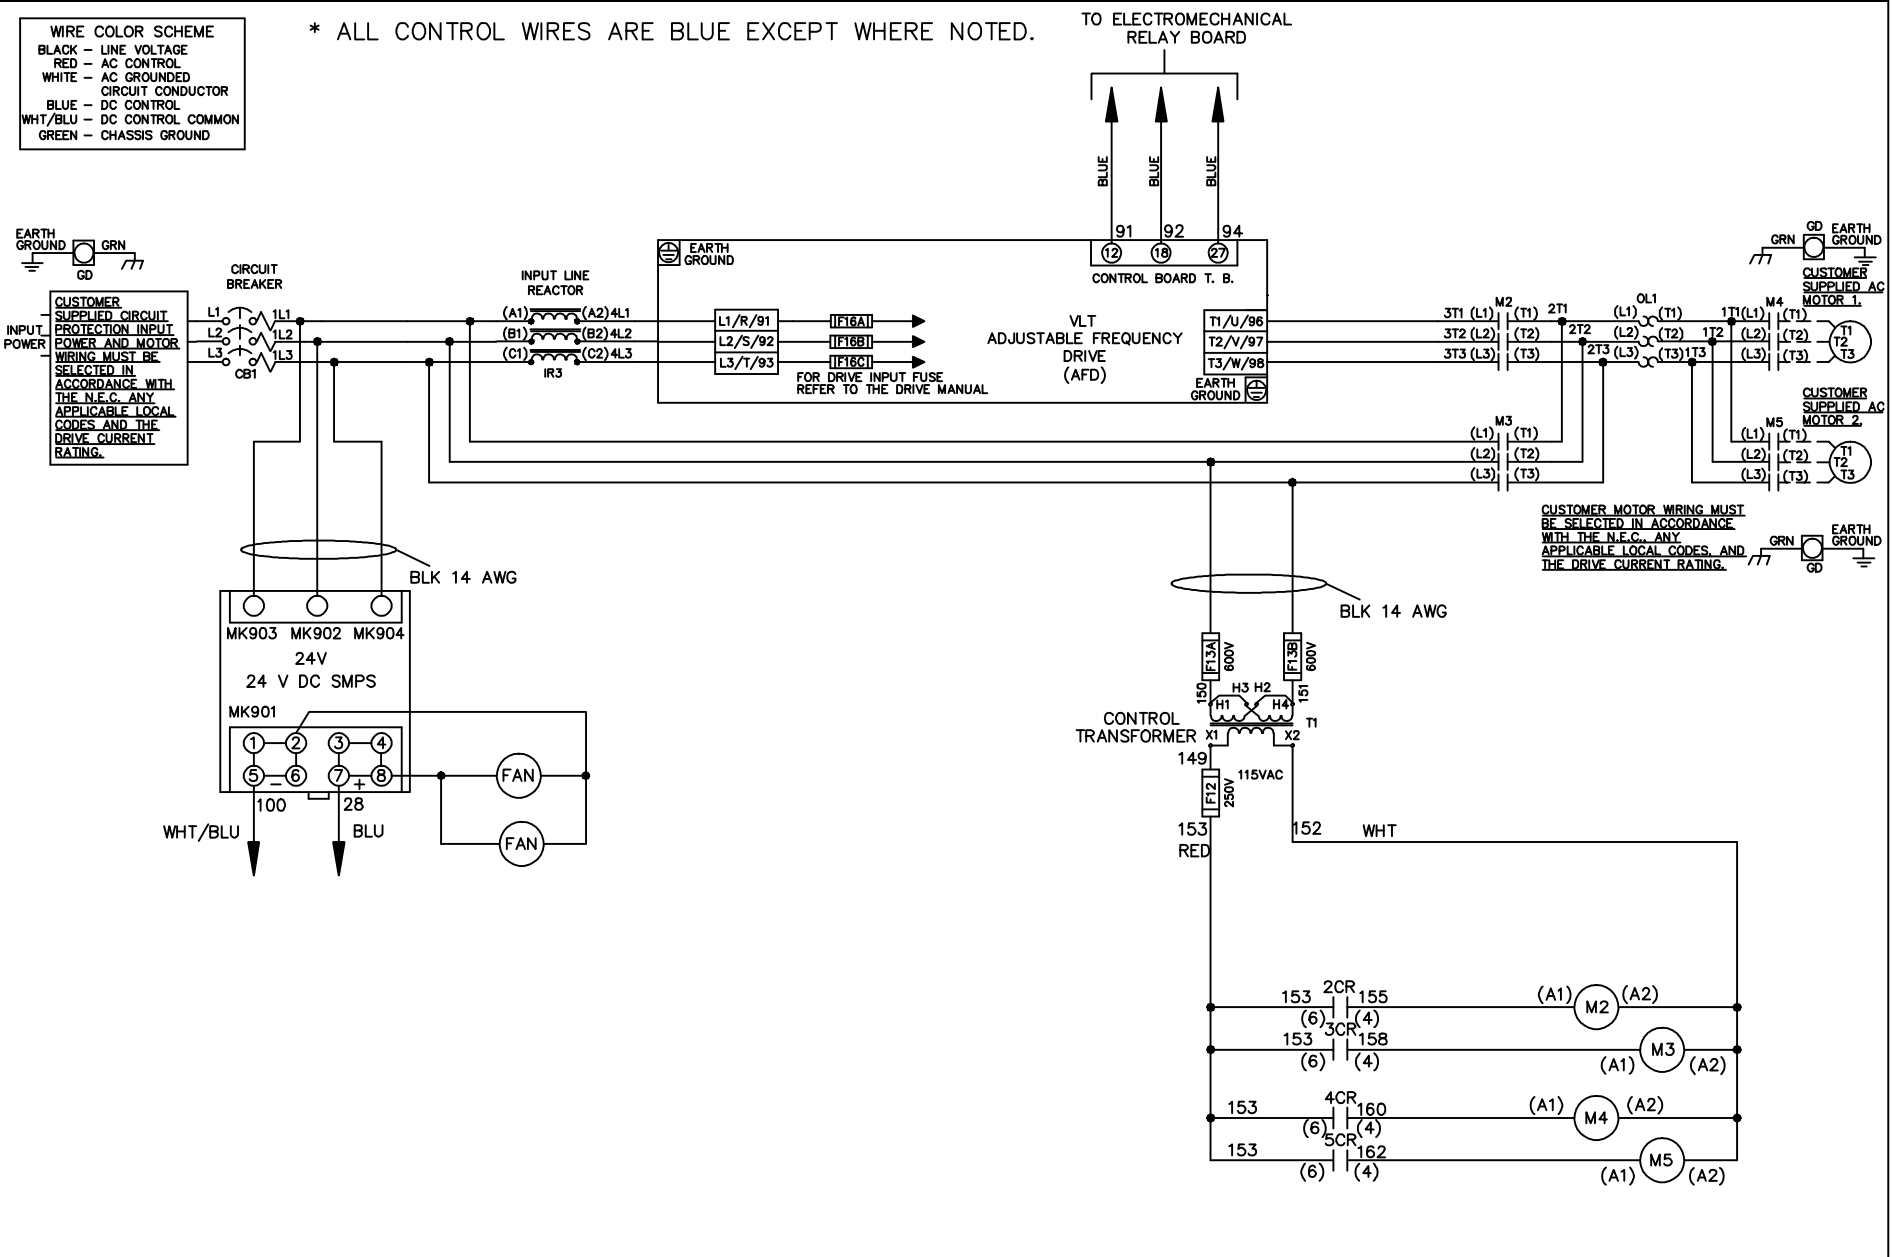 WIRE COLOR SCHEME
BLACK – LINE VOLTAGE
RED – AC CONTROL
WHITE – AC GROUNDED
CIRCUIT CONDUCTOR
BLUE – DC CONTROL
WHT/BLU – DC CONTROL COMMON
GREEN – CHASSIS GROUND
* ALL CONTROL WIRES ARE BLUE EXCEPT WHERE NOTED.
TO ELECTROMECHANICAL
RELAY BOARD
BLUE
BLUE
BLUE
91 92 94
12 18 27
CONTROL BOARD T. B.
EARTH
GROUND
GRN
GD
INPUT
POWER
CUSTOMER
SUPPLIED CIRCUIT
PROTECTION INPUT
POWER AND MOTOR
WIRING MUST BE
SELECTED IN
ACCORDANCE WITH
THE N.E.C. ANY
APPLICABLE LOCAL
CODES AND THE
DRIVE CURRENT
RATING.
CIRCUIT
BREAKER
L1 1L1
L2 1L2
L3 1L3
CB1
INPUT LINE
REACTOR
(A1) (A2) 4L1
(B1) (B2) 4L2
(C1) (C2) 4L3
IR3
EARTH
GROUND
L1/R/91
L2/S/92
L3/T/93
F16A
F16B
F16C
FOR DRIVE INPUT FUSE
REFER TO THE DRIVE MANUAL
VLT
ADJUSTABLE FREQUENCY
DRIVE
(AFD)
T1/U/96
T2/V/97
T3/W/98
EARTH
GROUND
M2
3T1 (L1) (T1) 2T1
3T2 (L2) (T2) 2T2
3T3 (L3) (T3) 2T3
OL1
(L1) (T1) 1T1
(L2) (T2) 1T2
(L3) (T3) 1T3
M4
(L1) (T1)
(L2) (T2)
(L3) (T3)
T1
T2
T3
GRN
GD
EARTH
GROUND
CUSTOMER
SUPPLIED AC
MOTOR 1.
M3
(L1) (T1)
(L2) (T2)
(L3) (T3)
CUSTOMER
SUPPLIED AC
MOTOR 2.
M5
(L1) (T1)
(L2) (T2)
(L3) (T3)
T1
T2
T3
CUSTOMER MOTOR WIRING MUST
BE SELECTED IN ACCORDANCE
WITH THE N.E.C., ANY
APPLICABLE LOCAL CODES, AND
THE DRIVE CURRENT RATING.
GRN
GD
EARTH
GROUND
BLK 14 AWG
MK903 MK902 MK904
24V
24 V DC SMPS
MK901
1 2 3 4
5 – 6 7 + 8
100 28
WHT/BLU
BLU
FAN
FAN
BLK 14 AWG
F13A
600V
F13B
600V
150
151
H3 H2
H1 H4
CONTROL
TRANSFORMER
T1
X1 X2
149
115VAC
F12
250V
153
RED
152 WHT
153 2CR 155 (A1) M2 (A2)
(6) (4)
153 3CR 158 M3
(6) (4) (A1) (A2)
153 4CR 160 (A1) M4 (A2)
(6) (4)
153 5CR 162 M5
(6) (4) (A1) (A2)